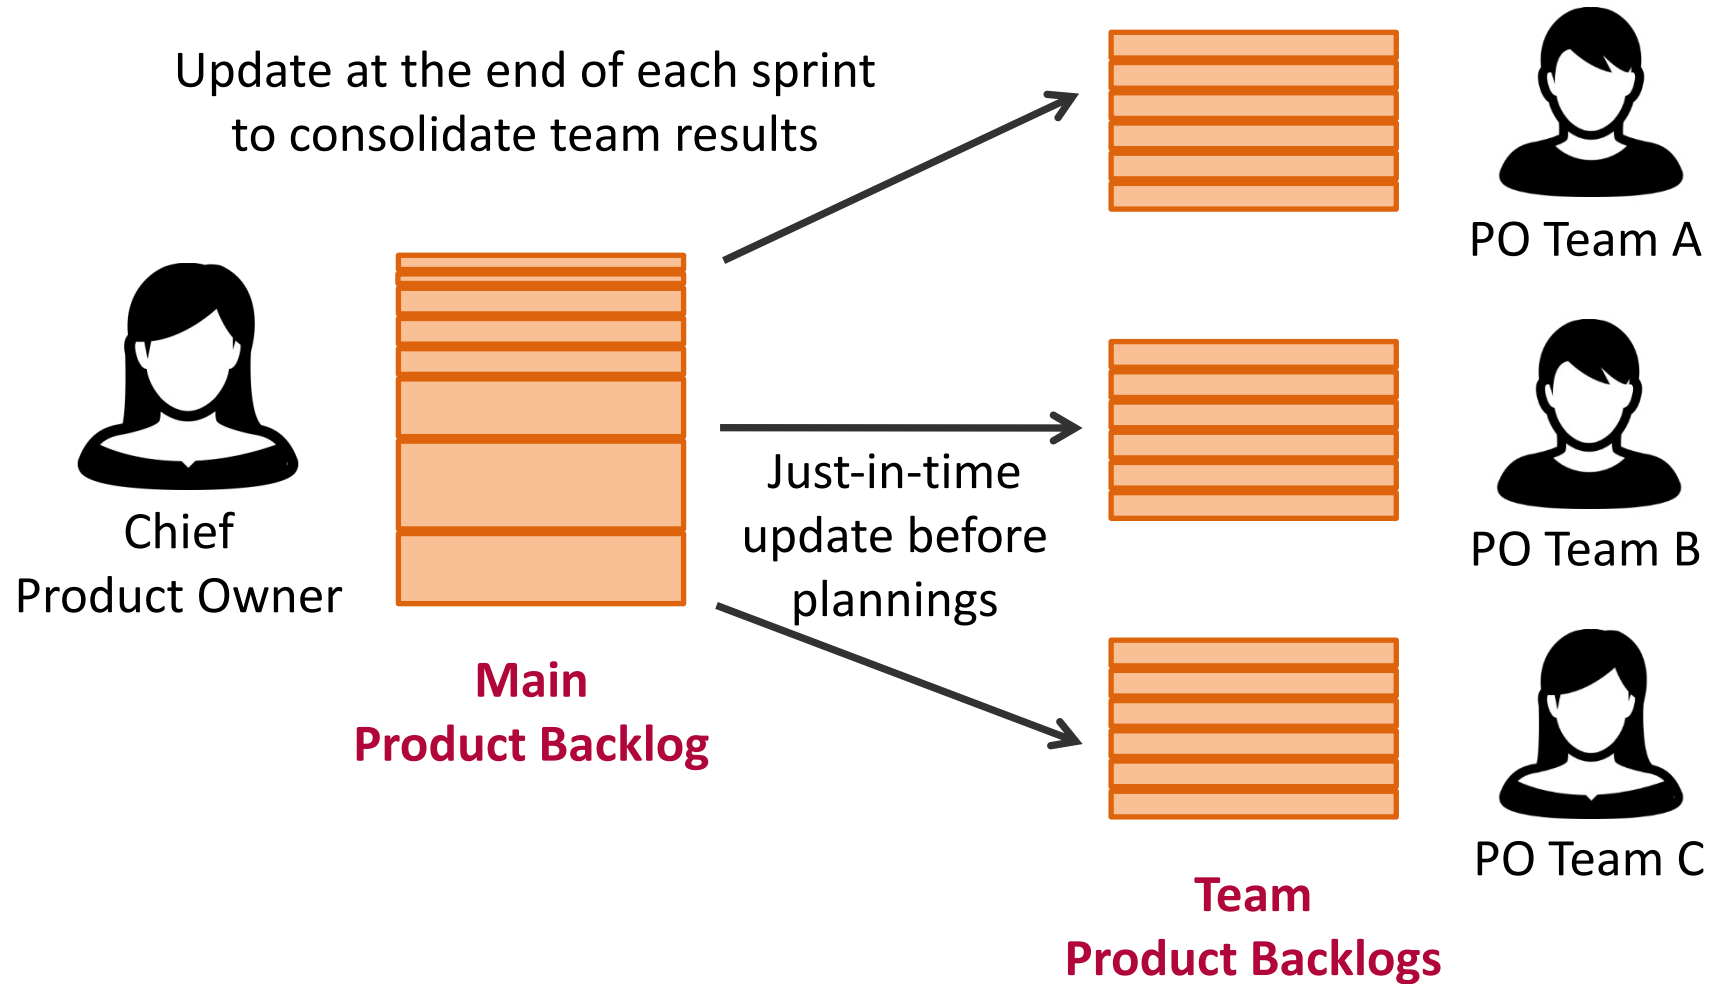 Update at the end of each sprint
to consolidate team results
Chief
Product Owner
Main
Product Backlog
Just-in-time
update before
plannings
PO Team A
PO Team B
PO Team C
Team
Product Backlogs